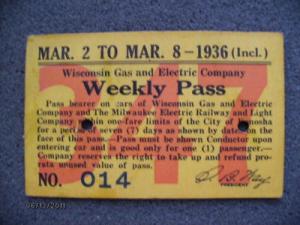 MAR. 2 TO MAR. 8-1936 (Incl.)
Wisconsin Gas and Electric Company
Weekly Pass
Pass bearer on cars of Wisconsin Gas and Electric
Company and The Milwaukee Electric Railway and Light
Company within one-fare limits of the City of Kenosha
for a period of seven (7) days as shown by date on the
face of this pass—Pass must be shown Conductor upon
entering car and is good only for one (1) passenger.—
Company reserves the right to take up and refund pro-
rata unused value of pass.
NO. 014
PRESIDENT
06/13/2011